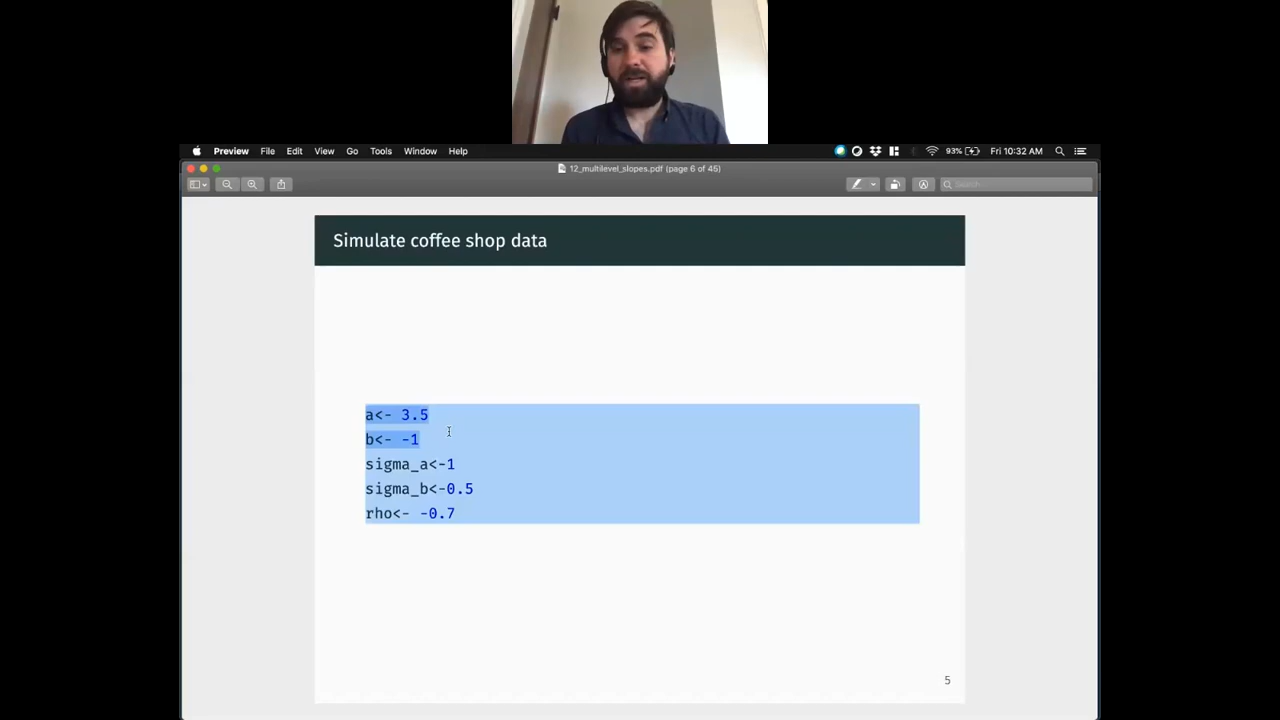 Preview File Edit View Go Tools Window Help 93% Fri 10:32 AM
12_multilevel_slopes.pdf (page 6 of 45)
Search
Simulate coffee shop data
a<- 3.5
b<- -1
sigma_a<-1
sigma_b<-0.5
rho<- -0.7
5